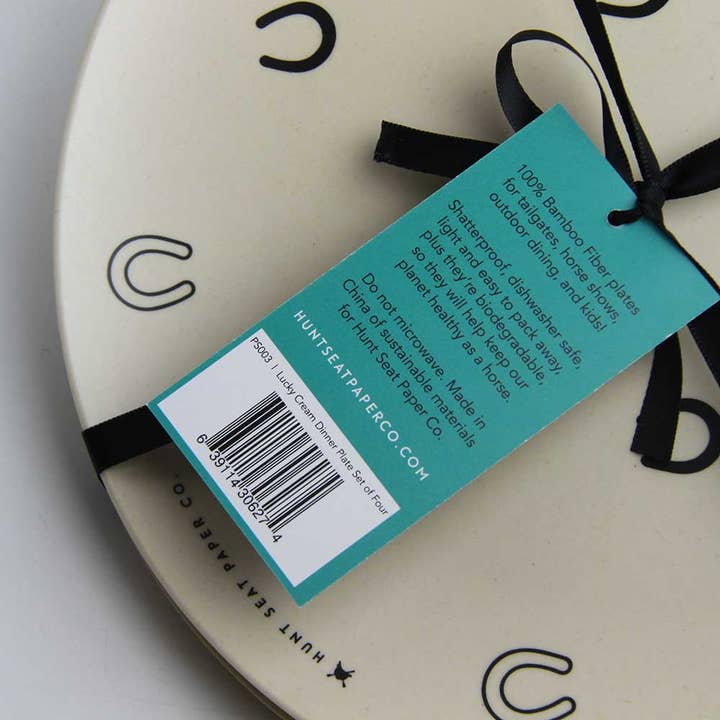 100% Bamboo Fiber plates
for tailgates, horse shows,
outdoor dining, and kids!
Shatterproof, dishwasher safe,
light and easy to pack away,
plus they're biodegradable,
so they will help keep our
planet healthy as a horse.
Do not microwave. Made in
China of sustainable materials
for Hunt Seat Paper Co.
HUNTSEATPAPERCO.COM
PS003 | Lucky Cream Dinner Plate Set of Four
6 39114 30627 4
HUNT SEAT PAPER CO.